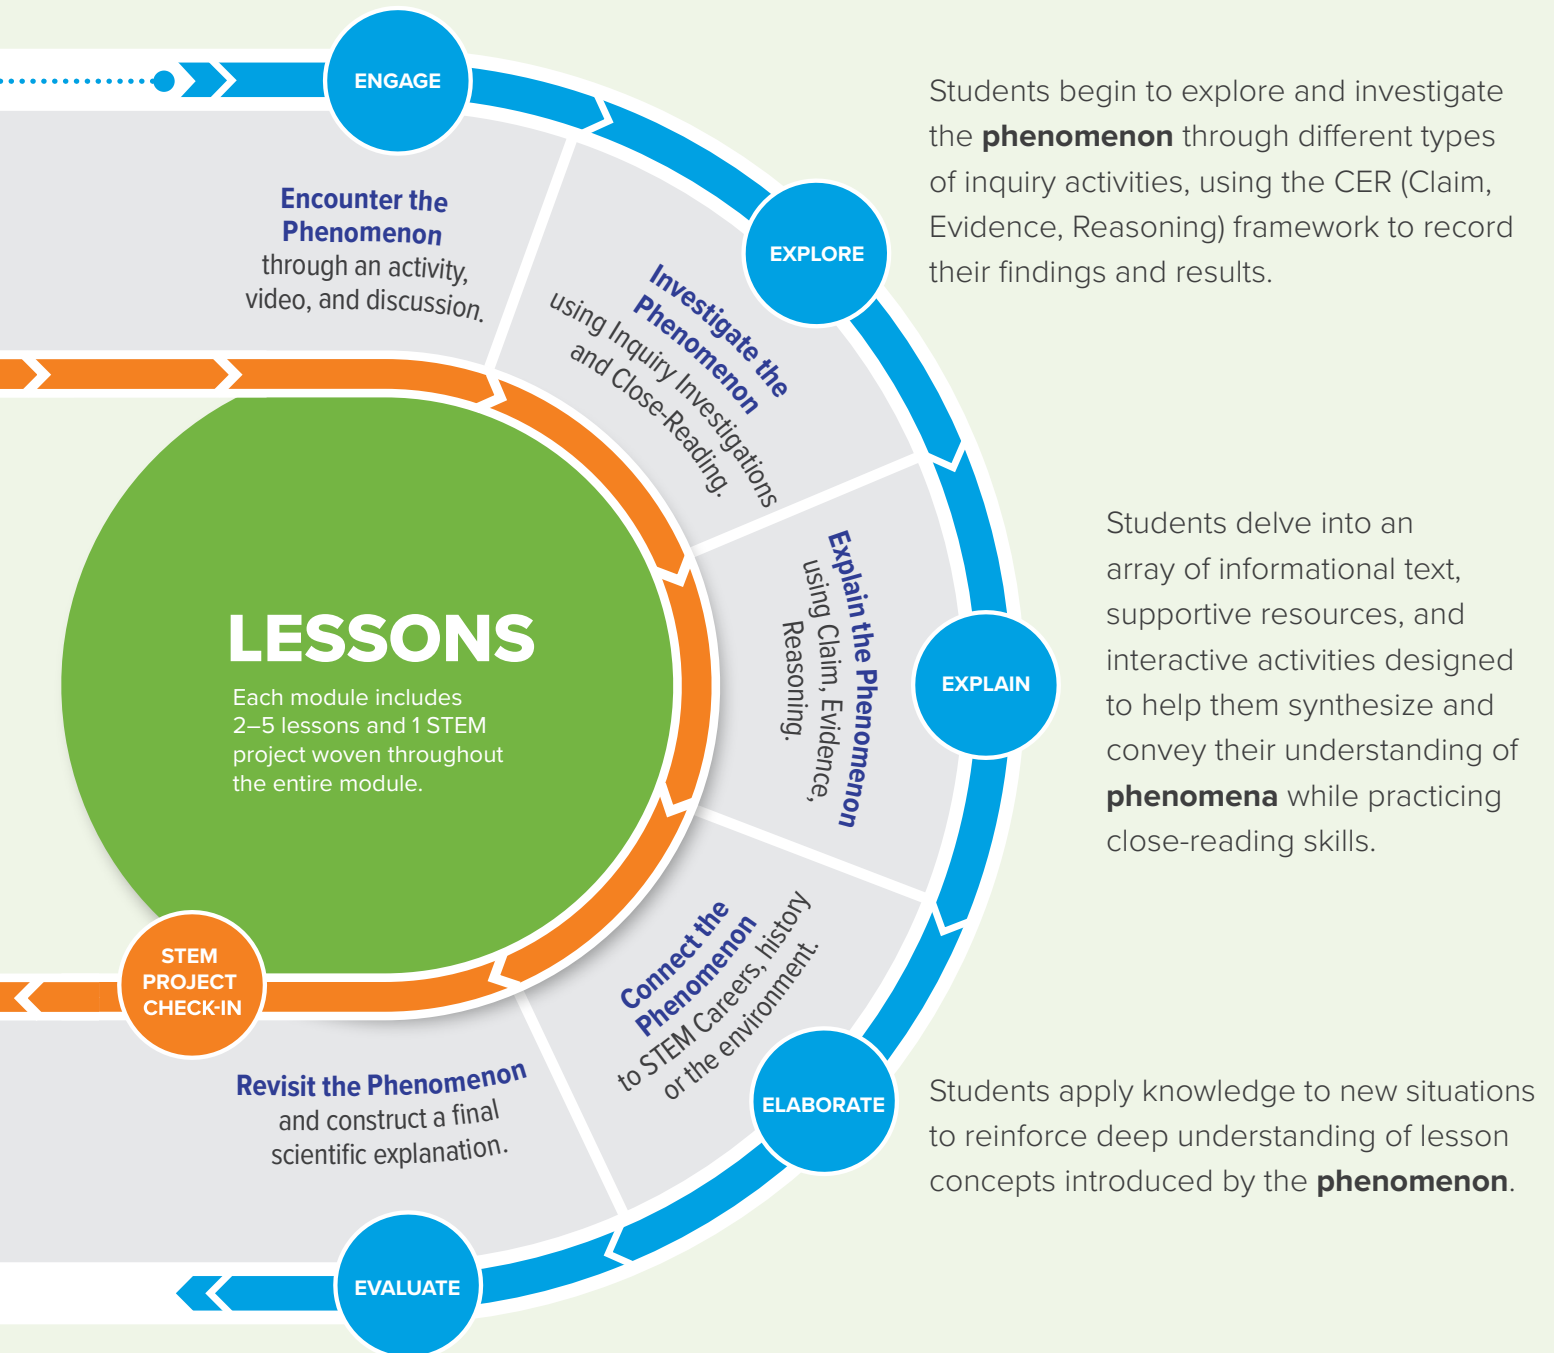 ENGAGE
Encounter the
Phenomenon
through an activity,
video, and discussion.
EXPLORE
Students begin to explore and investigate
the phenomenon through different types
of inquiry activities, using the CER (Claim,
Evidence, Reasoning) framework to record
their findings and results.
Investigate the
Phenomenon
using Inquiry Investigations
and Close-Reading.
EXPLAIN
Explain the Phenomenon
using Claim, Evidence,
Reasoning.
Students delve into an
array of informational text,
supportive resources, and
interactive activities designed
to help them synthesize and
convey their understanding of
phenomena while practicing
close-reading skills.
LESSONS
Each module includes
2–5 lessons and 1 STEM
project woven throughout
the entire module.
STEM
PROJECT
CHECK-IN
Connect the
Phenomenon
to STEM Careers, history
or the environment.
ELABORATE
Students apply knowledge to new situations
to reinforce deep understanding of lesson
concepts introduced by the phenomenon.
Revisit the Phenomenon
and construct a final
scientific explanation.
EVALUATE